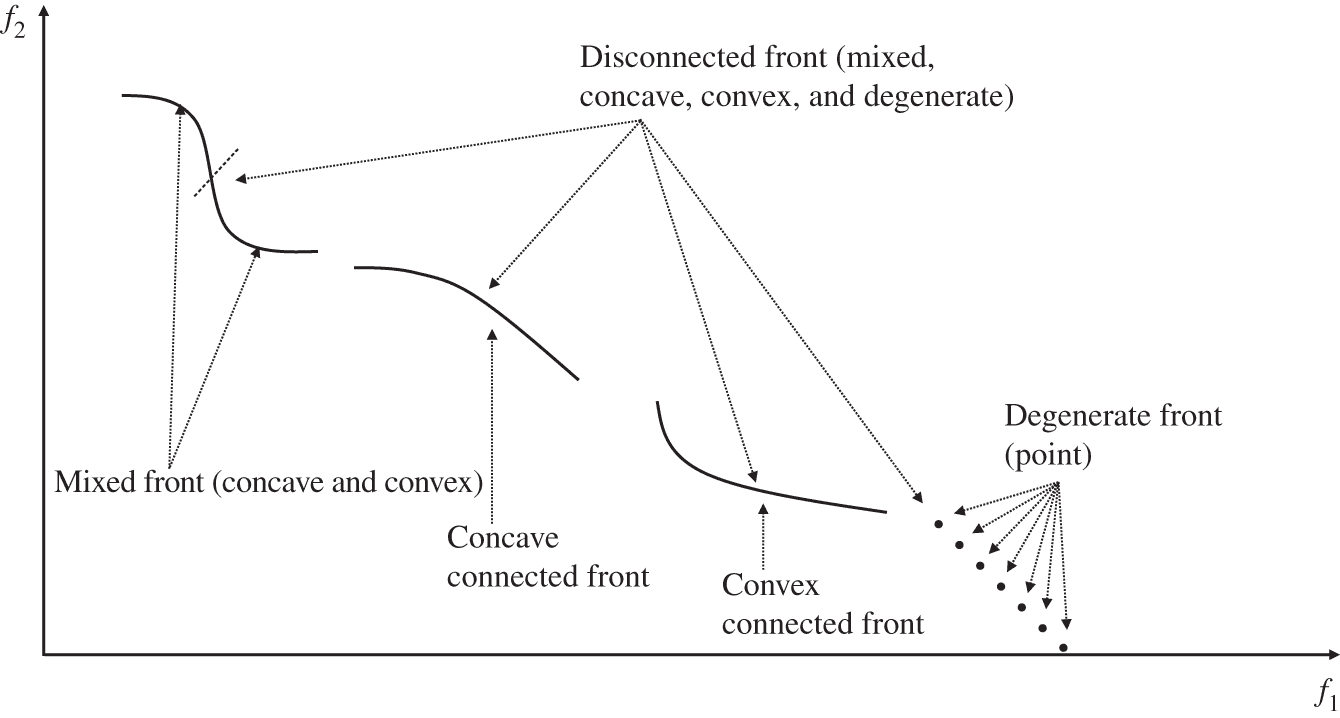 f₂
Disconnected front (mixed,
concave, convex, and degenerate)
Degenerate front
(point)
Mixed front (concave and convex)
Concave
connected front
Convex
connected front
f₁